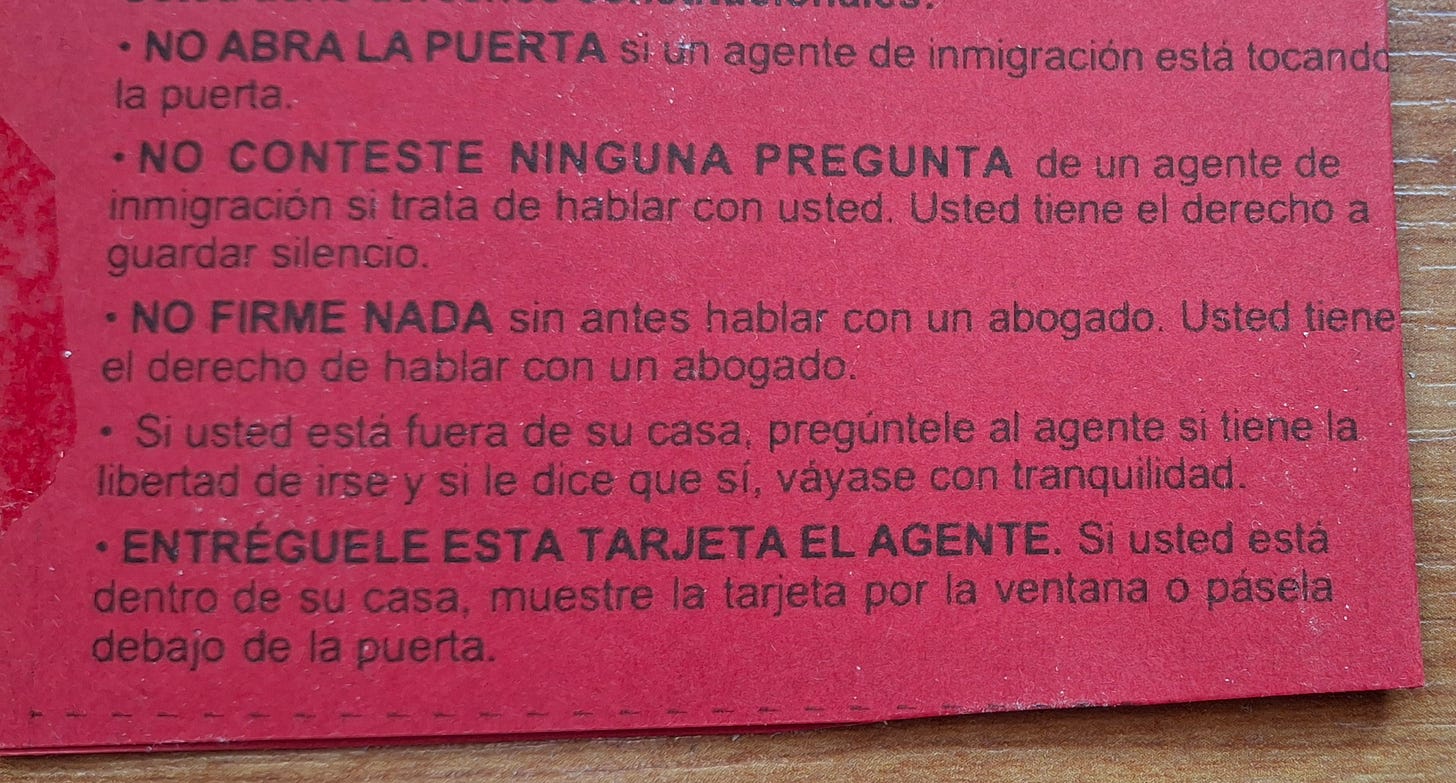 Usted tiene derechos constitucionales:
• NO ABRA LA PUERTA si un agente de inmigración está tocando
la puerta.
• NO CONTESTE NINGUNA PREGUNTA de un agente de
inmigración si trata de hablar con usted. Usted tiene el derecho a
guardar silencio.
• NO FIRME NADA sin antes hablar con un abogado. Usted tiene
el derecho de hablar con un abogado.
• Si usted está fuera de su casa, pregúntele al agente si tiene la
libertad de irse y si le dice que sí, váyase con tranquilidad.
• ENTRÉGUELE ESTA TARJETA EL AGENTE. Si usted está
dentro de su casa, muestre la tarjeta por la ventana o pásela
debajo de la puerta.